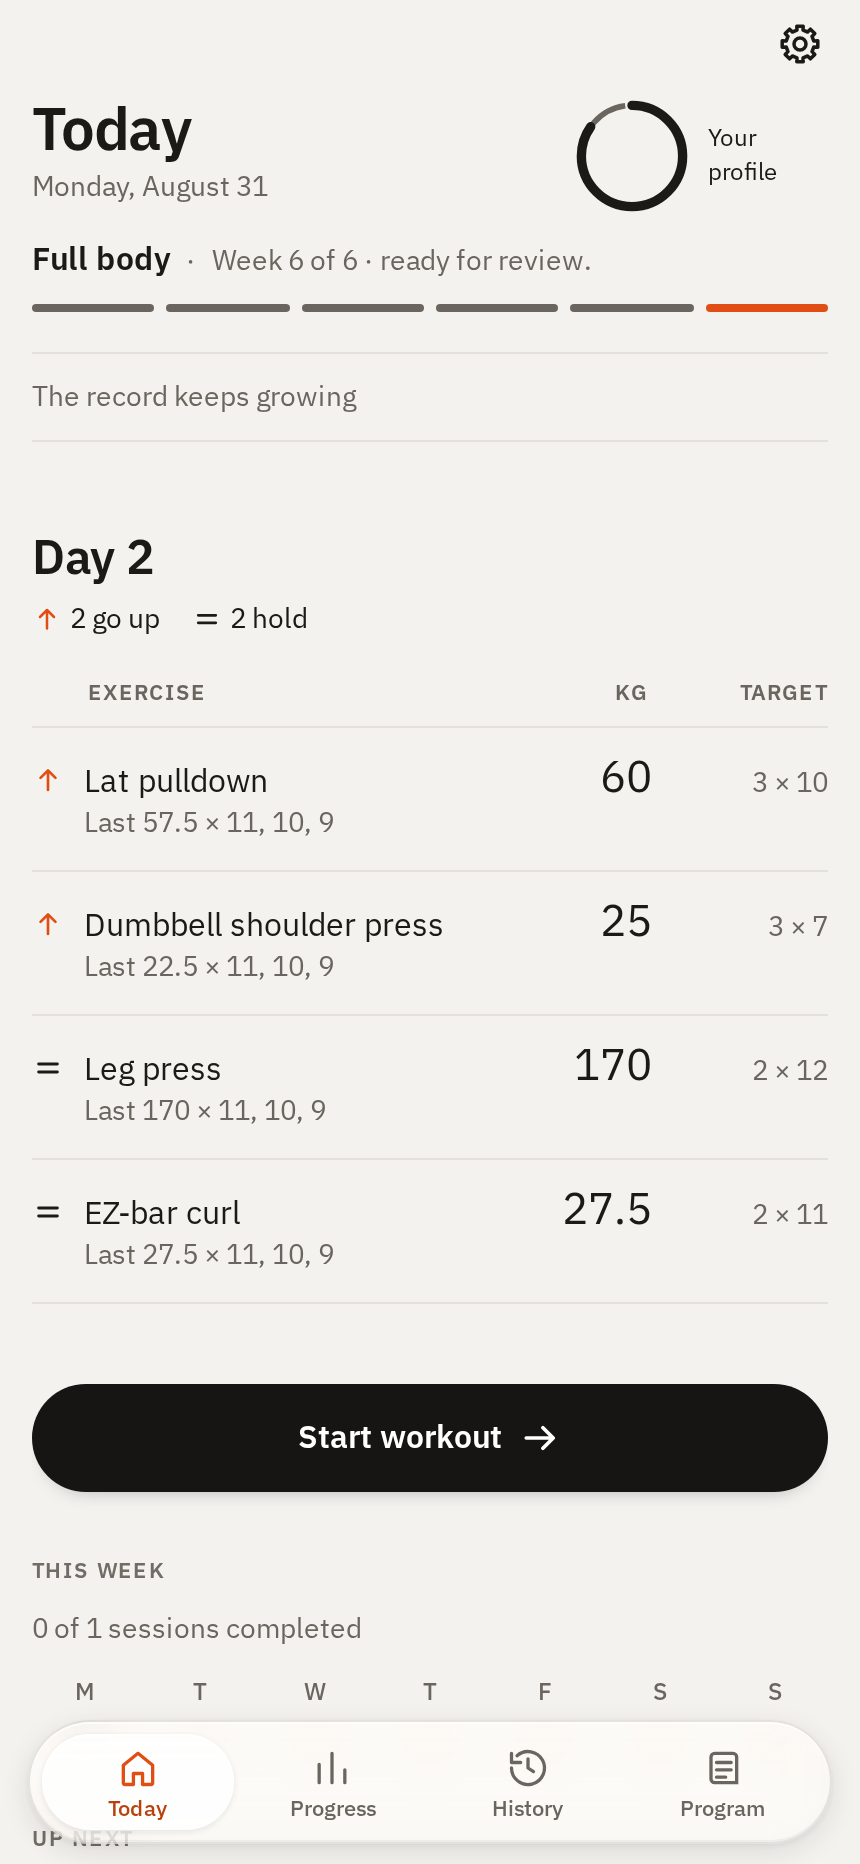 Today
Monday, August 31
Your
profile
Full body · Week 6 of 6 · ready for review.
The record keeps growing
Day 2
↑ 2 go up = 2 hold
EXERCISE KG TARGET
↑ Lat pulldown 60 3 × 10
Last 57.5 × 11, 10, 9
↑ Dumbbell shoulder press 25 3 × 7
Last 22.5 × 11, 10, 9
= Leg press 170 2 × 12
Last 170 × 11, 10, 9
= EZ-bar curl 27.5 2 × 11
Last 27.5 × 11, 10, 9
Start workout →
THIS WEEK
0 of 1 sessions completed
M T W T F S S
Today Progress History Program
UP NEXT